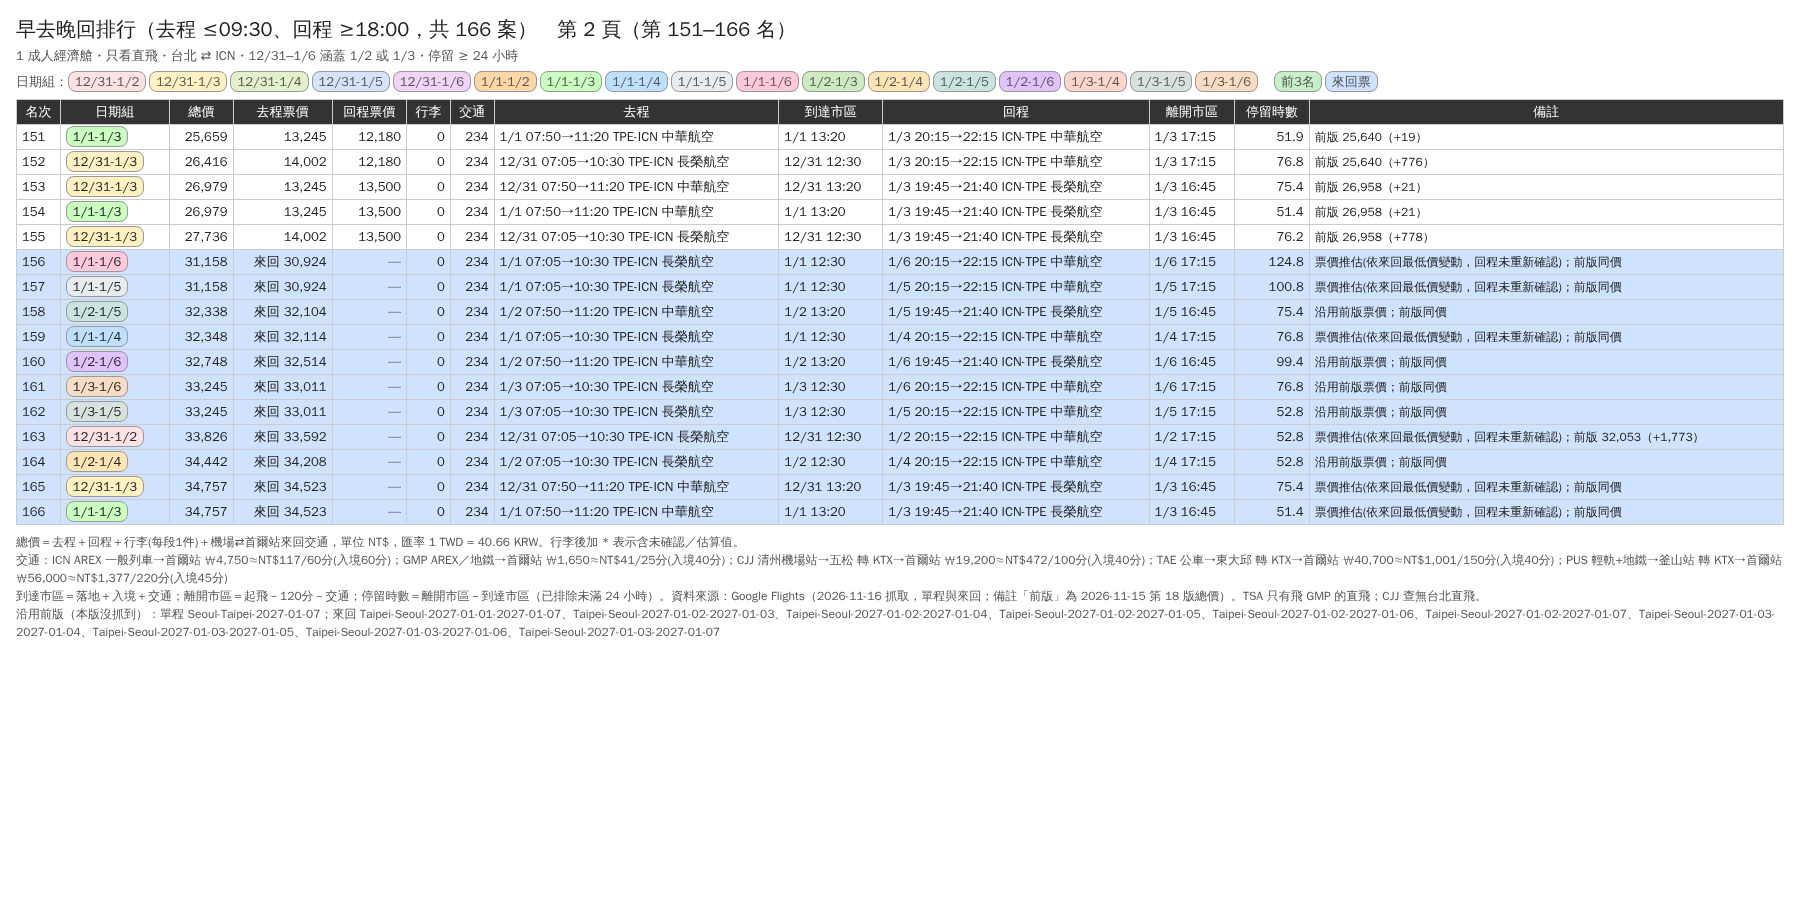 早去晚回排行（去程 ≤09:30、回程 ≥18:00，共 166 案）　第 2 頁（第 151–166 名）
1 成人經濟艙・只看直飛・台北 ⇄ ICN・12/31–1/6 涵蓋 1/2 或 1/3・停留 ≥ 24 小時
日期組： 12/31-1/2 12/31-1/3 12/31-1/4 12/31-1/5 12/31-1/6 1/1-1/2 1/1-1/3 1/1-1/4 1/1-1/5 1/1-1/6 1/2-1/3 1/2-1/4 1/2-1/5 1/2-1/6 1/3-1/4 1/3-1/5 1/3-1/6 前3名 來回票
名次 日期組 總價 去程票價 回程票價 行李 交通 去程 到達市區 回程 離開市區 停留時數 備註
151 1/1-1/3 25,659 13,245 12,180 0 234 1/1 07:50→11:20 TPE-ICN 中華航空 1/1 13:20 1/3 20:15→22:15 ICN-TPE 中華航空 1/3 17:15 51.9 前版 25,640（+19）
152 12/31-1/3 26,416 14,002 12,180 0 234 12/31 07:05→10:30 TPE-ICN 長榮航空 12/31 12:30 1/3 20:15→22:15 ICN-TPE 中華航空 1/3 17:15 76.8 前版 25,640（+776）
153 12/31-1/3 26,979 13,245 13,500 0 234 12/31 07:50→11:20 TPE-ICN 中華航空 12/31 13:20 1/3 19:45→21:40 ICN-TPE 長榮航空 1/3 16:45 75.4 前版 26,958（+21）
154 1/1-1/3 26,979 13,245 13,500 0 234 1/1 07:50→11:20 TPE-ICN 中華航空 1/1 13:20 1/3 19:45→21:40 ICN-TPE 長榮航空 1/3 16:45 51.4 前版 26,958（+21）
155 12/31-1/3 27,736 14,002 13,500 0 234 12/31 07:05→10:30 TPE-ICN 長榮航空 12/31 12:30 1/3 19:45→21:40 ICN-TPE 長榮航空 1/3 16:45 76.2 前版 26,958（+778）
156 1/1-1/6 31,158 來回 30,924 — 0 234 1/1 07:05→10:30 TPE-ICN 長榮航空 1/1 12:30 1/6 20:15→22:15 ICN-TPE 中華航空 1/6 17:15 124.8 票價推估(依來回最低價變動，回程未重新確認)；前版同價
157 1/1-1/5 31,158 來回 30,924 — 0 234 1/1 07:05→10:30 TPE-ICN 長榮航空 1/1 12:30 1/5 20:15→22:15 ICN-TPE 中華航空 1/5 17:15 100.8 票價推估(依來回最低價變動，回程未重新確認)；前版同價
158 1/2-1/5 32,338 來回 32,104 — 0 234 1/2 07:50→11:20 TPE-ICN 中華航空 1/2 13:20 1/5 19:45→21:40 ICN-TPE 長榮航空 1/5 16:45 75.4 沿用前版票價；前版同價
159 1/1-1/4 32,348 來回 32,114 — 0 234 1/1 07:05→10:30 TPE-ICN 長榮航空 1/1 12:30 1/4 20:15→22:15 ICN-TPE 中華航空 1/4 17:15 76.8 票價推估(依來回最低價變動，回程未重新確認)；前版同價
160 1/2-1/6 32,748 來回 32,514 — 0 234 1/2 07:50→11:20 TPE-ICN 中華航空 1/2 13:20 1/6 19:45→21:40 ICN-TPE 長榮航空 1/6 16:45 99.4 沿用前版票價；前版同價
161 1/3-1/6 33,245 來回 33,011 — 0 234 1/3 07:05→10:30 TPE-ICN 長榮航空 1/3 12:30 1/6 20:15→22:15 ICN-TPE 中華航空 1/6 17:15 76.8 沿用前版票價；前版同價
162 1/3-1/5 33,245 來回 33,011 — 0 234 1/3 07:05→10:30 TPE-ICN 長榮航空 1/3 12:30 1/5 20:15→22:15 ICN-TPE 中華航空 1/5 17:15 52.8 沿用前版票價；前版同價
163 12/31-1/2 33,826 來回 33,592 — 0 234 12/31 07:05→10:30 TPE-ICN 長榮航空 12/31 12:30 1/2 20:15→22:15 ICN-TPE 中華航空 1/2 17:15 52.8 票價推估(依來回最低價變動，回程未重新確認)；前版 32,053（+1,773）
164 1/2-1/4 34,442 來回 34,208 — 0 234 1/2 07:05→10:30 TPE-ICN 長榮航空 1/2 12:30 1/4 20:15→22:15 ICN-TPE 中華航空 1/4 17:15 52.8 沿用前版票價；前版同價
165 12/31-1/3 34,757 來回 34,523 — 0 234 12/31 07:50→11:20 TPE-ICN 中華航空 12/31 13:20 1/3 19:45→21:40 ICN-TPE 長榮航空 1/3 16:45 75.4 票價推估(依來回最低價變動，回程未重新確認)；前版同價
166 1/1-1/3 34,757 來回 34,523 — 0 234 1/1 07:50→11:20 TPE-ICN 中華航空 1/1 13:20 1/3 19:45→21:40 ICN-TPE 長榮航空 1/3 16:45 51.4 票價推估(依來回最低價變動，回程未重新確認)；前版同價
總價＝去程＋回程＋行李(每段1件)＋機場⇄首爾站來回交通，單位 NT$，匯率 1 TWD = 40.66 KRW。行李後加 * 表示含未確認／估算值。
交通：ICN AREX 一般列車→首爾站 ₩4,750≈NT$117/60分(入境60分)；GMP AREX／地鐵→首爾站 ₩1,650≈NT$41/25分(入境40分)；CJJ 清州機場站→五松 轉 KTX→首爾站 ₩19,200≈NT$472/100分(入境40分)；TAE 公車→東大邱 轉 KTX→首爾站 ₩40,700≈NT$1,001/150分(入境40分)；PUS 輕軌+地鐵→釜山站 轉 KTX→首爾站
₩56,000≈NT$1,377/220分(入境45分)
到達市區＝落地＋入境＋交通；離開市區＝起飛－120分－交通；停留時數＝離開市區－到達市區（已排除未滿 24 小時）。資料來源：Google Flights（2026-11-16 抓取，單程與來回；備註「前版」為 2026-11-15 第 18 版總價）。TSA 只有飛 GMP 的直飛；CJJ 查無台北直飛。
沿用前版（本版沒抓到）：單程 Seoul-Taipei-2027-01-07；來回 Taipei-Seoul-2027-01-01-2027-01-07、Taipei-Seoul-2027-01-02-2027-01-03、Taipei-Seoul-2027-01-02-2027-01-04、Taipei-Seoul-2027-01-02-2027-01-05、Taipei-Seoul-2027-01-02-2027-01-06、Taipei-Seoul-2027-01-02-2027-01-07、Taipei-Seoul-2027-01-03-
2027-01-04、Taipei-Seoul-2027-01-03-2027-01-05、Taipei-Seoul-2027-01-03-2027-01-06、Taipei-Seoul-2027-01-03-2027-01-07